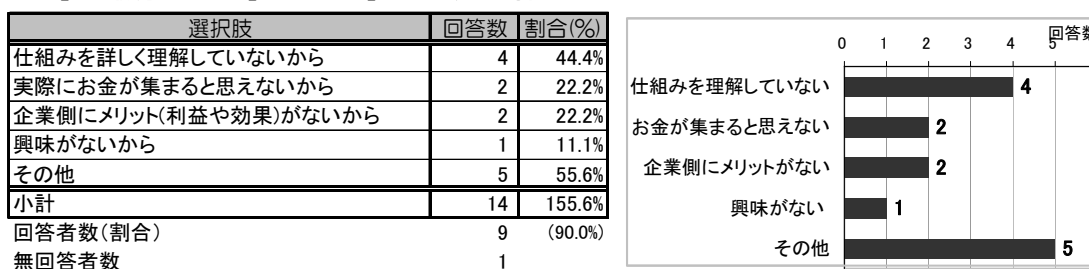 選択肢 回答数 割合(%)
仕組みを詳しく理解していないから 4 44.4%
実際にお金が集まると思えないから 2 22.2%
企業側にメリット(利益や効果)がないから 2 22.2%
興味がないから 1 11.1%
その他 5 55.6%
小計 14 155.6%
回答者数(割合) 9 (90.0%)
無回答者数 1
回答数
0 1 2 3 4 5
仕組みを理解していない 4
お金が集まると思えない 2
企業側にメリットがない 2
興味がない 1
その他 5